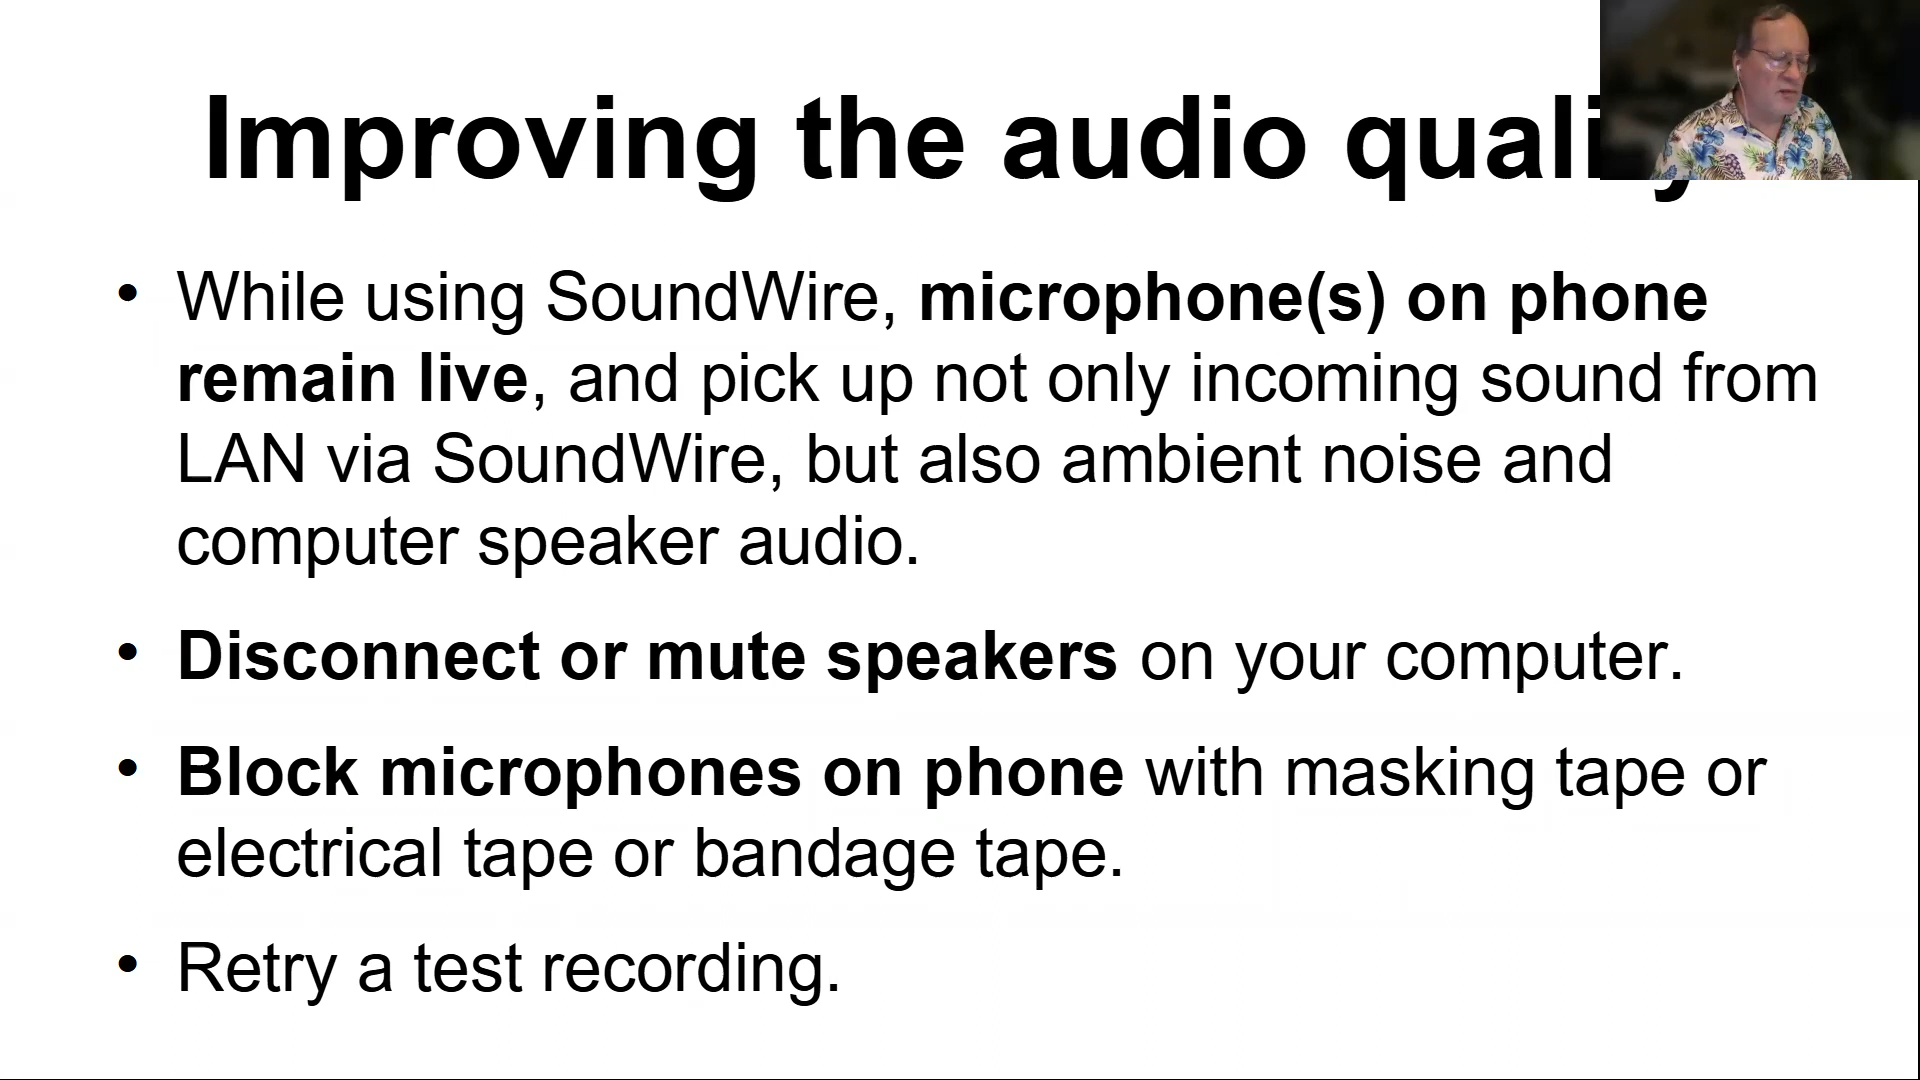 Improving the audio
• While using SoundWire, microphone(s) on phone
remain live, and pick up not only incoming sound from
LAN via SoundWire, but also ambient noise and
computer speaker audio.
• Disconnect or mute speakers on your computer.
• Block microphones on phone with masking tape or
electrical tape or bandage tape.
• Retry a test recording.